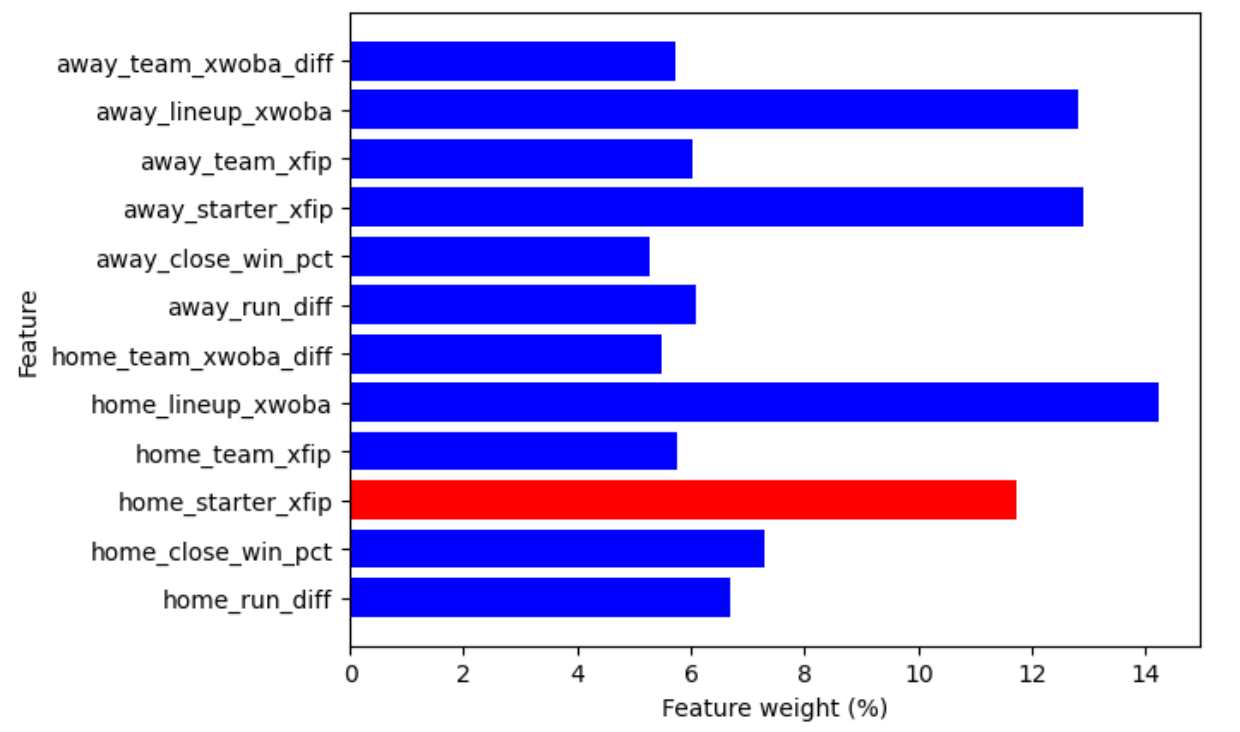 away_team_xwoba_diff
away_lineup_xwoba
away_team_xfip
away_starter_xfip
away_close_win_pct
away_run_diff
home_team_xwoba_diff
home_lineup_xwoba
home_team_xfip
home_starter_xfip
home_close_win_pct
home_run_diff
Feature
0 2 4 6 8 10 12 14
Feature weight (%)